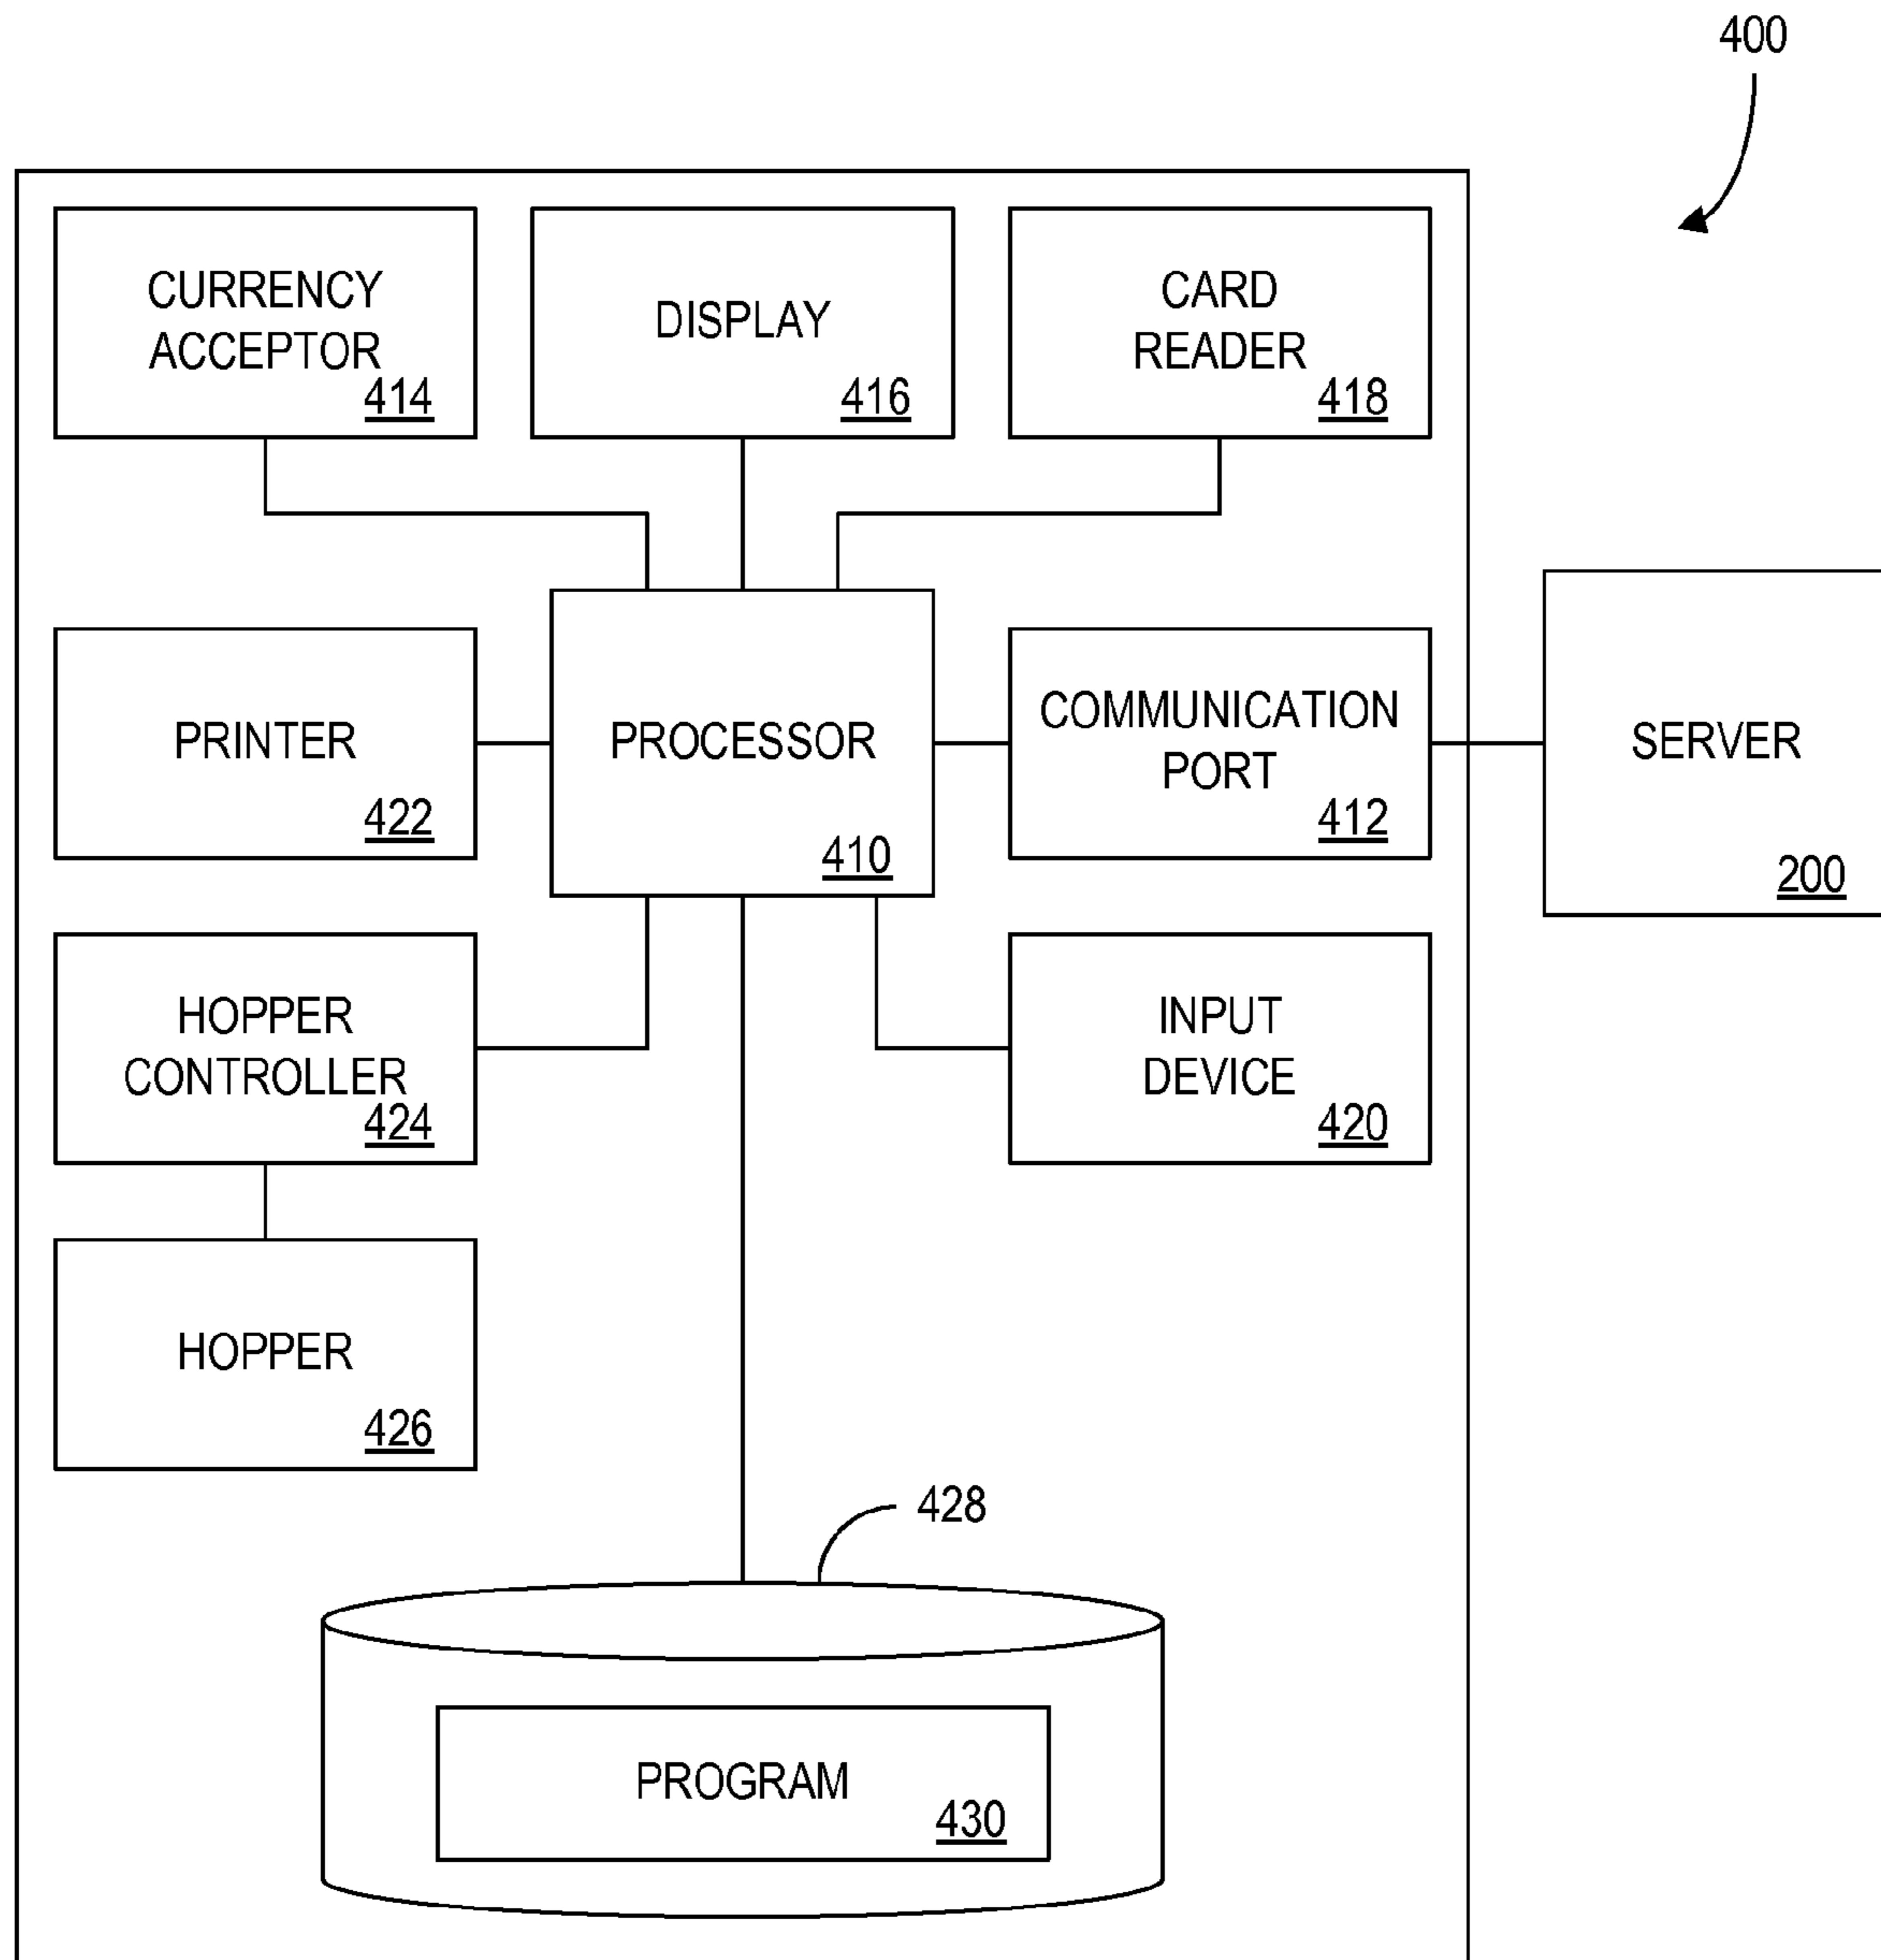 400
CURRENCY
ACCEPTOR
414
DISPLAY
416
CARD
READER
418
PRINTER
422
PROCESSOR
410
COMMUNICATION
PORT
412
SERVER
200
HOPPER
CONTROLLER
424
INPUT
DEVICE
420
HOPPER
426
428
PROGRAM
430